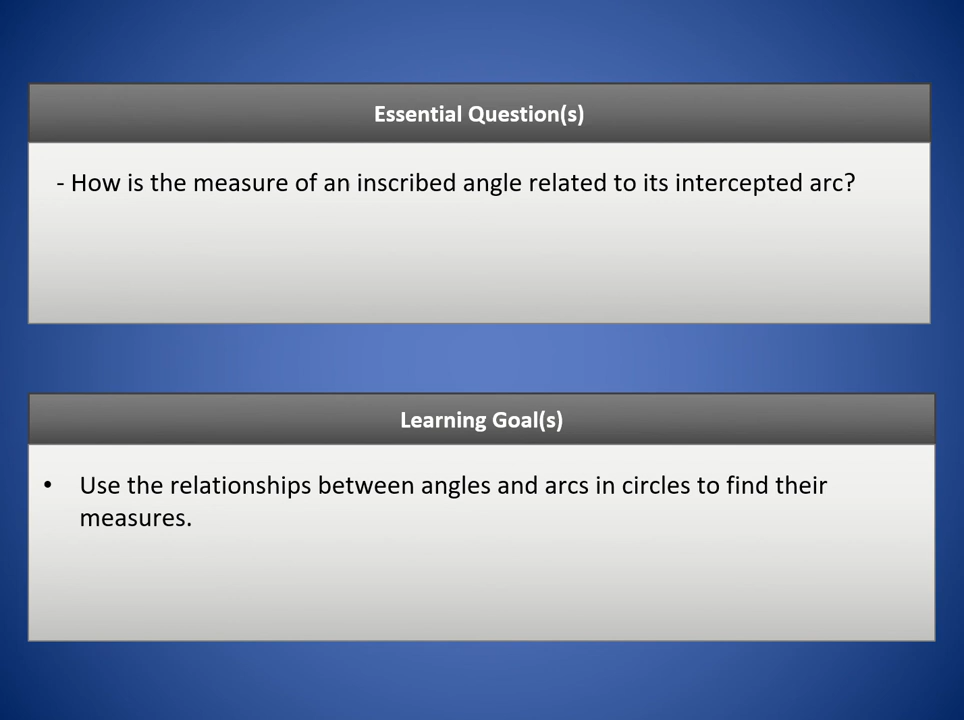 Essential Question(s)
- How is the measure of an inscribed angle related to its intercepted arc?
Learning Goal(s)
• Use the relationships between angles and arcs in circles to find their
measures.